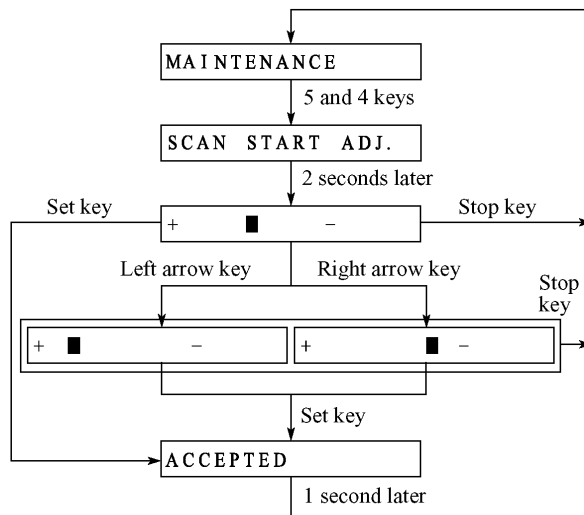 MAINTENANCE
5 and 4 keys
SCAN START ADJ.
2 seconds later
Set key
+ ■ −
Stop key
Left arrow key
Right arrow key
Stop
key
+ ■ −
+ ■ −
Set key
ACCEPTED
1 second later